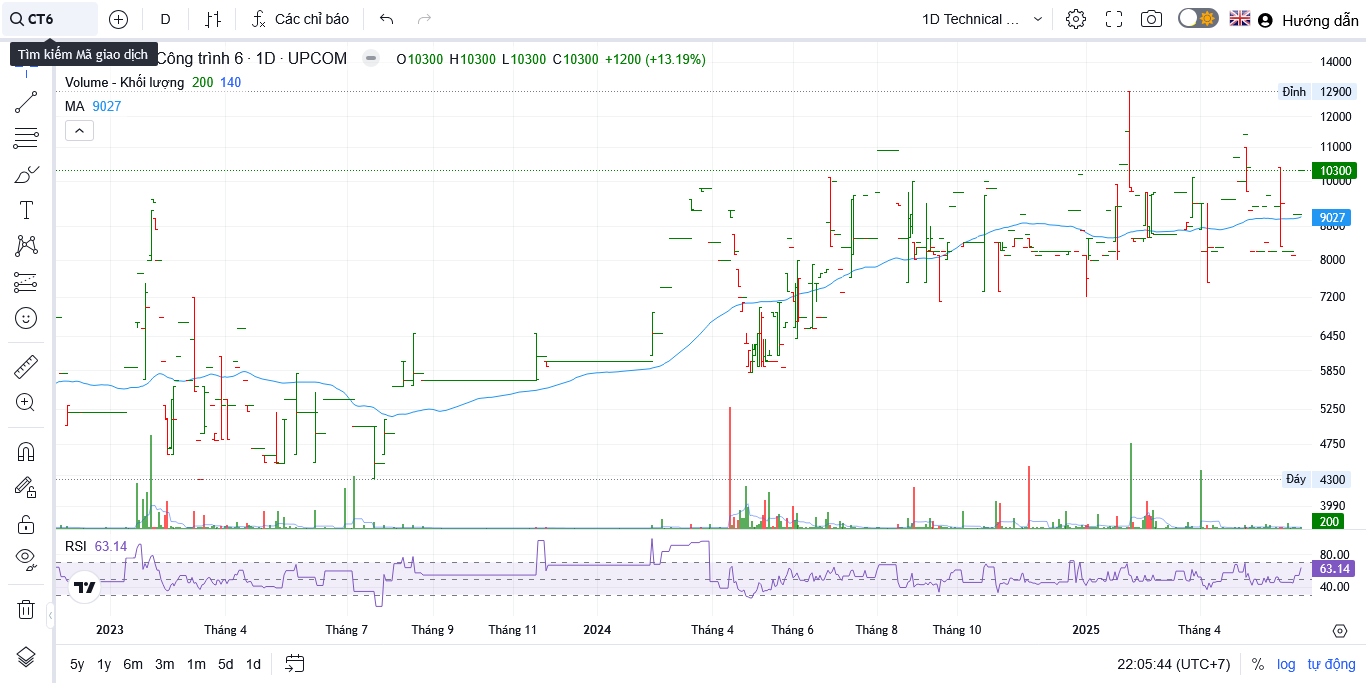 CT6 D Các chỉ báo 1D Technical ... Hướng dẫn
Tìm kiếm Mã giao dịch
Công trình 6 · 1D · UPCOM O10300 H10300 L10300 C10300 +1200 (+13.19%)
Volume - Khối lượng 200 140
MA 9027
14000
Đỉnh 12900
12000
11000
10300
10000
9027
8800
8000
7200
6450
5850
5250
4750
Đáy 4300
3990
200
RSI 63.14
80.00
63.14
40.00
2023 Tháng 4 Tháng 7 Tháng 9 Tháng 11 2024 Tháng 4 Tháng 6 Tháng 8 Tháng 10 2025 Tháng 4
5y 1y 6m 3m 1m 5d 1d 22:05:44 (UTC+7) % log tự động